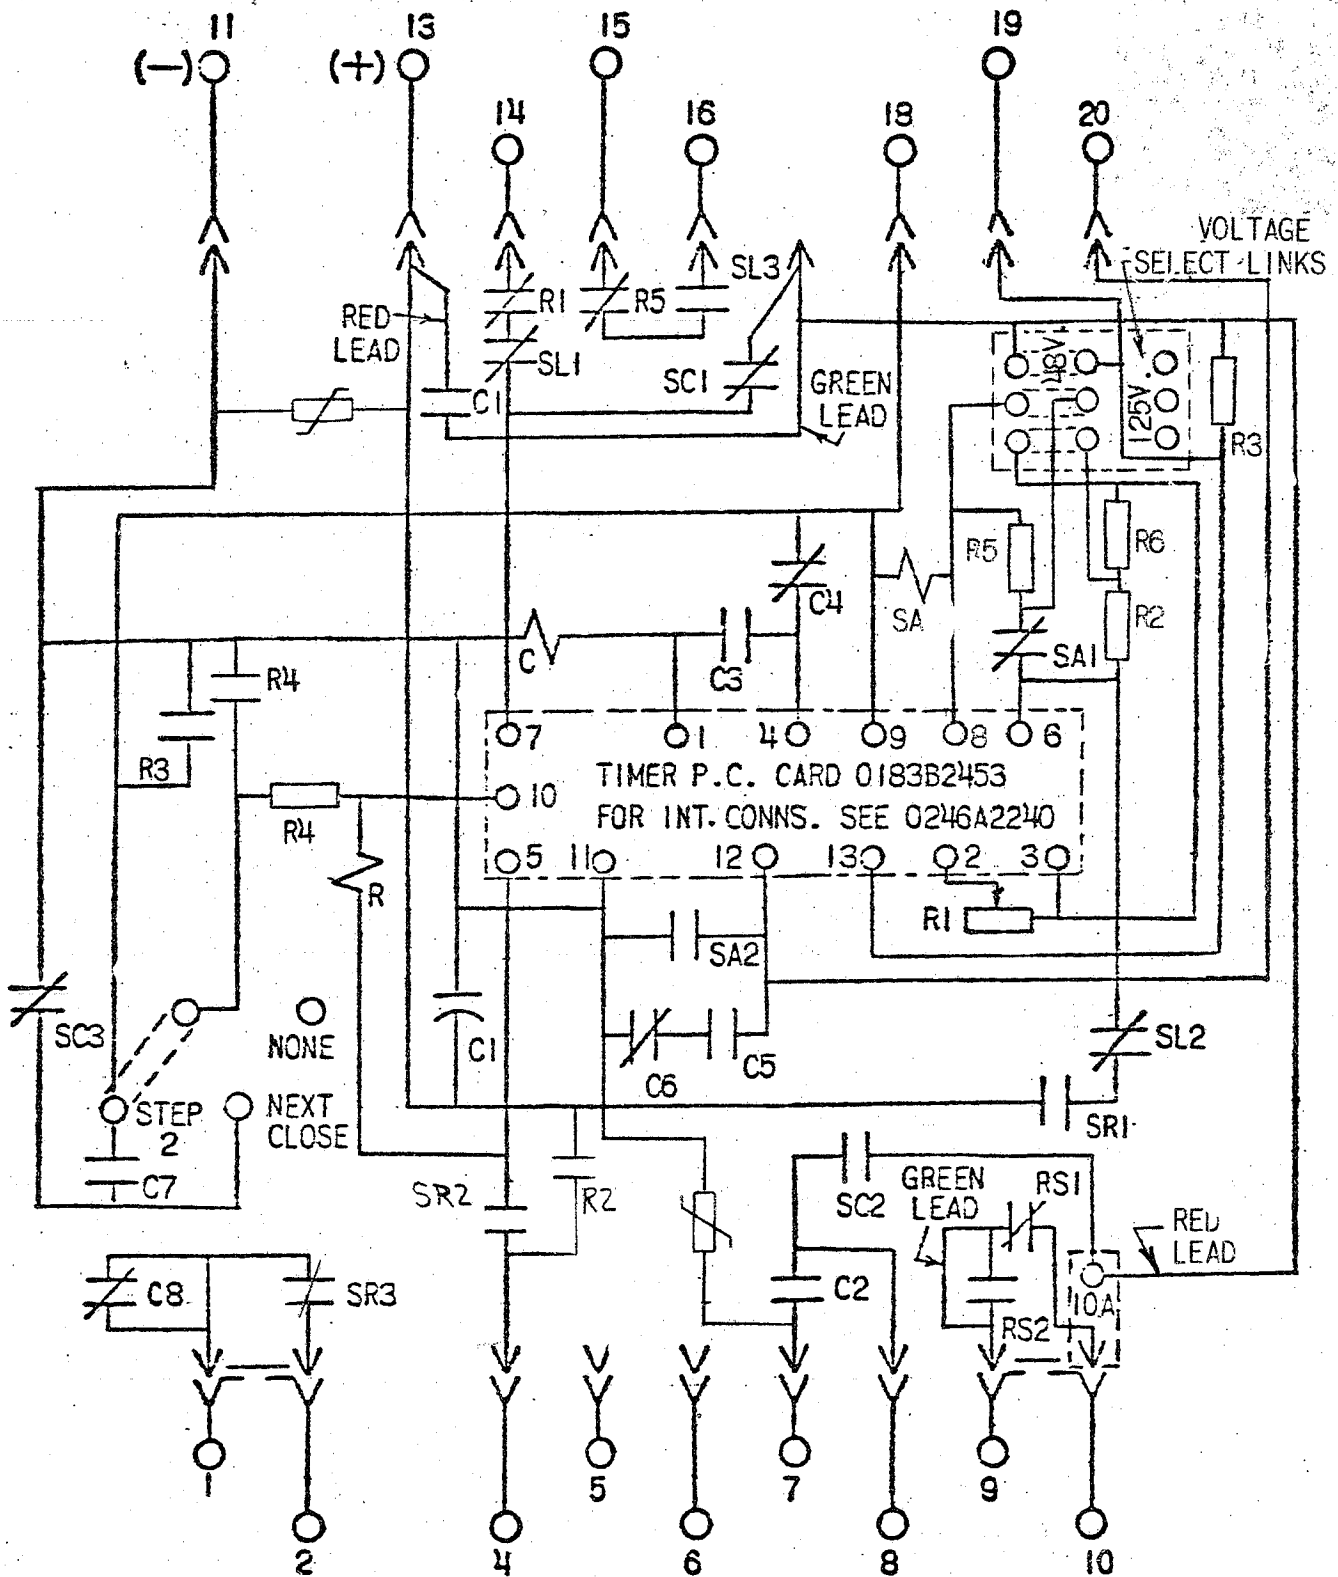 11
13
15
19
(—)
(+)
14
16
18
20
VOLTAGE
SELECT LINKS
SL3
R1
R5
RED
LEAD
SL1
SC1
GREEN
LEAD
C1
48V.
125V.
R3
R5
R6
C4
SA
R2
C
C3
SA1
R4
R3
7
1
4
9
8
6
TIMER P.C. CARD 0183B2453
10
FOR INT. CONNS. SEE 0246A2240
R4
5
11
12
13
2
3
R
R1
SA2
SC3
NONE
C1
C6
C5
SL2
STEP
2
NEXT
CLOSE
SR1
C7
SR2
R2
SC2
GREEN
LEAD
RS1
RED
LEAD
C8
SR3
C2
10A
RS2
1
5
7
9
2
4
6
8
10